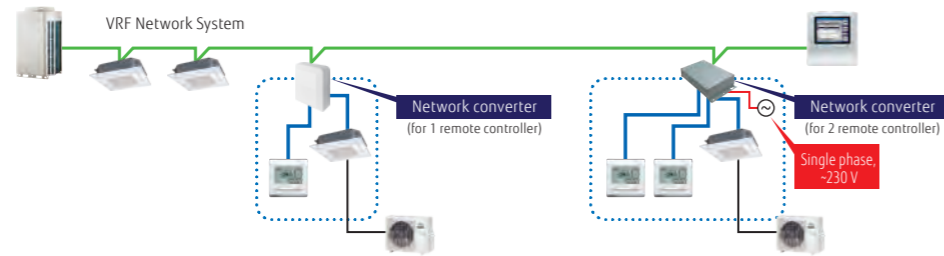 VRF Network System
Network converter
(for 1 remote controller)
Network converter
(for 2 remote controller)
Single phase,
~230 V